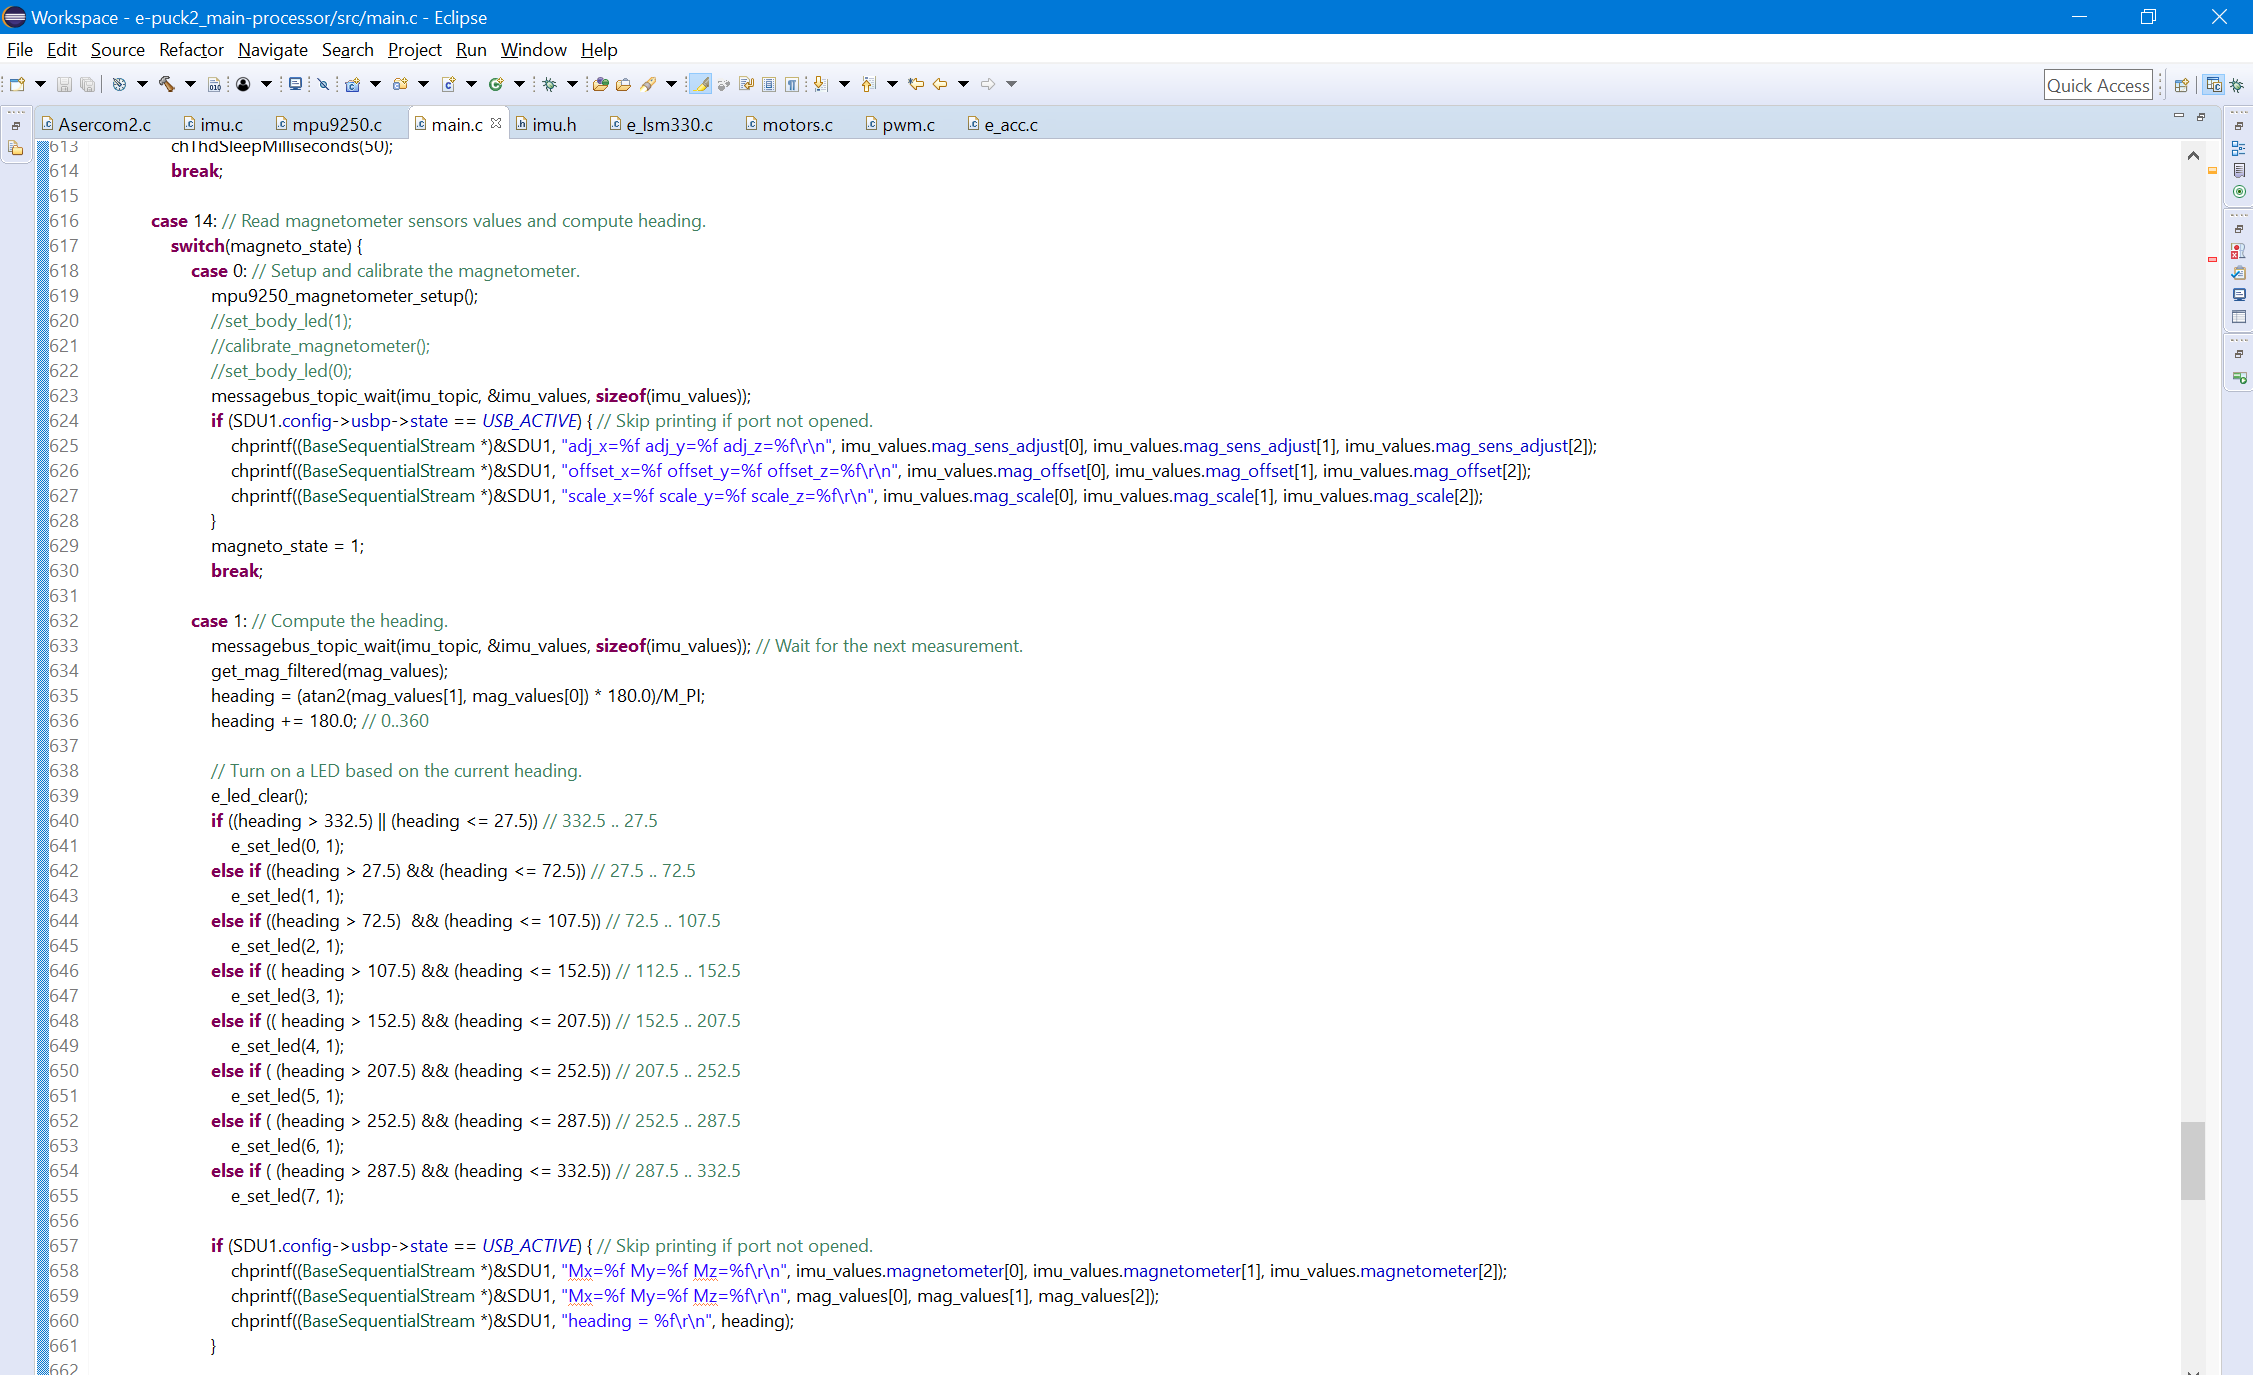 Workspace - e-puck2_main-processor/src/main.c - Eclipse
File Edit Source Refactor Navigate Search Project Run Window Help
Quick Access
Asercom2.c imu.c mpu9250.c main.c imu.h e_lsm330.c motors.c pwm.c e_acc.c
613 chThdSleepMilliseconds(50);
614 break;
615
616 case 14: // Read magnetometer sensors values and compute heading.
617 switch(magneto_state) {
618 case 0: // Setup and calibrate the magnetometer.
619 mpu9250_magnetometer_setup();
620 //set_body_led(1);
621 //calibrate_magnetometer();
622 //set_body_led(0);
623 messagebus_topic_wait(imu_topic, &imu_values, sizeof(imu_values));
624 if (SDU1.config->usbp->state == USB_ACTIVE) { // Skip printing if port not opened.
625 chprintf((BaseSequentialStream *)&SDU1, "adj_x=%f adj_y=%f adj_z=%f\r\n", imu_values.mag_sens_adjust[0], imu_values.mag_sens_adjust[1], imu_values.mag_sens_adjust[2]);
626 chprintf((BaseSequentialStream *)&SDU1, "offset_x=%f offset_y=%f offset_z=%f\r\n", imu_values.mag_offset[0], imu_values.mag_offset[1], imu_values.mag_offset[2]);
627 chprintf((BaseSequentialStream *)&SDU1, "scale_x=%f scale_y=%f scale_z=%f\r\n", imu_values.mag_scale[0], imu_values.mag_scale[1], imu_values.mag_scale[2]);
628 }
629 magneto_state = 1;
630 break;
631
632 case 1: // Compute the heading.
633 messagebus_topic_wait(imu_topic, &imu_values, sizeof(imu_values)); // Wait for the next measurement.
634 get_mag_filtered(mag_values);
635 heading = (atan2(mag_values[1], mag_values[0]) * 180.0)/M_PI;
636 heading += 180.0; // 0..360
637
638 // Turn on a LED based on the current heading.
639 e_led_clear();
640 if ((heading > 332.5) || (heading <= 27.5)) // 332.5 .. 27.5
641 e_set_led(0, 1);
642 else if ((heading > 27.5) && (heading <= 72.5)) // 27.5 .. 72.5
643 e_set_led(1, 1);
644 else if ((heading > 72.5)  && (heading <= 107.5)) // 72.5 .. 107.5
645 e_set_led(2, 1);
646 else if (( heading > 107.5) && (heading <= 152.5)) // 112.5 .. 152.5
647 e_set_led(3, 1);
648 else if (( heading > 152.5) && (heading <= 207.5)) // 152.5 .. 207.5
649 e_set_led(4, 1);
650 else if ( (heading > 207.5) && (heading <= 252.5)) // 207.5 .. 252.5
651 e_set_led(5, 1);
652 else if ( (heading > 252.5) && (heading <= 287.5)) // 252.5 .. 287.5
653 e_set_led(6, 1);
654 else if ( (heading > 287.5) && (heading <= 332.5)) // 287.5 .. 332.5
655 e_set_led(7, 1);
656
657 if (SDU1.config->usbp->state == USB_ACTIVE) { // Skip printing if port not opened.
658 chprintf((BaseSequentialStream *)&SDU1, "Mx=%f My=%f Mz=%f\r\n", imu_values.magnetometer[0], imu_values.magnetometer[1], imu_values.magnetometer[2]);
659 chprintf((BaseSequentialStream *)&SDU1, "Mx=%f My=%f Mz=%f\r\n", mag_values[0], mag_values[1], mag_values[2]);
660 chprintf((BaseSequentialStream *)&SDU1, "heading = %f\r\n", heading);
661 }
662